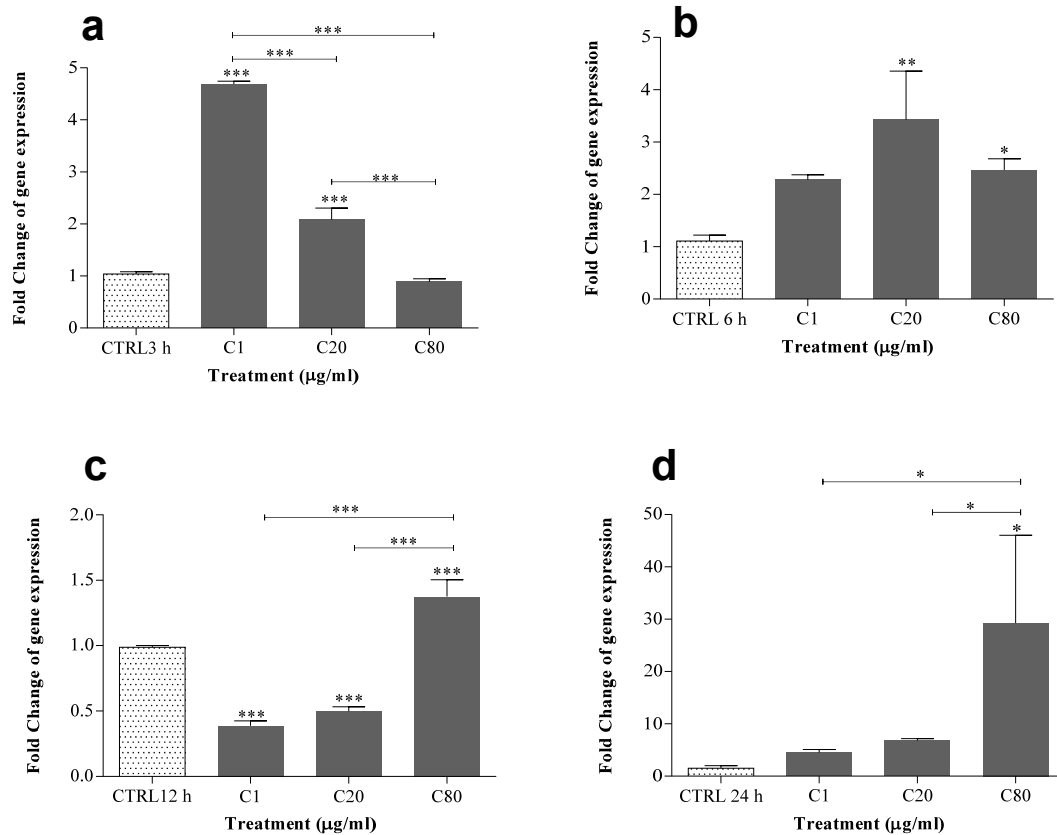 a
***
***
***
***
***
Fold Change of gene expression
5
4
3
2
1
0
CTRL3 h C1 C20 C80
Treatment (μg/ml)
b
**
*
Fold Change of gene expression
5
4
3
2
1
0
CTRL 6 h C1 C20 C80
Treatment (μg/ml)
c
***
***
***
***
***
Fold Change of gene expression
2.0
1.5
1.0
0.5
0.0
CTRL12 h C1 C20 C80
Treatment (μg/ml)
d
*
*
*
Fold Change of gene expression
50
40
30
20
10
0
CTRL 24 h C1 C20 C80
Treatment (μg/ml)